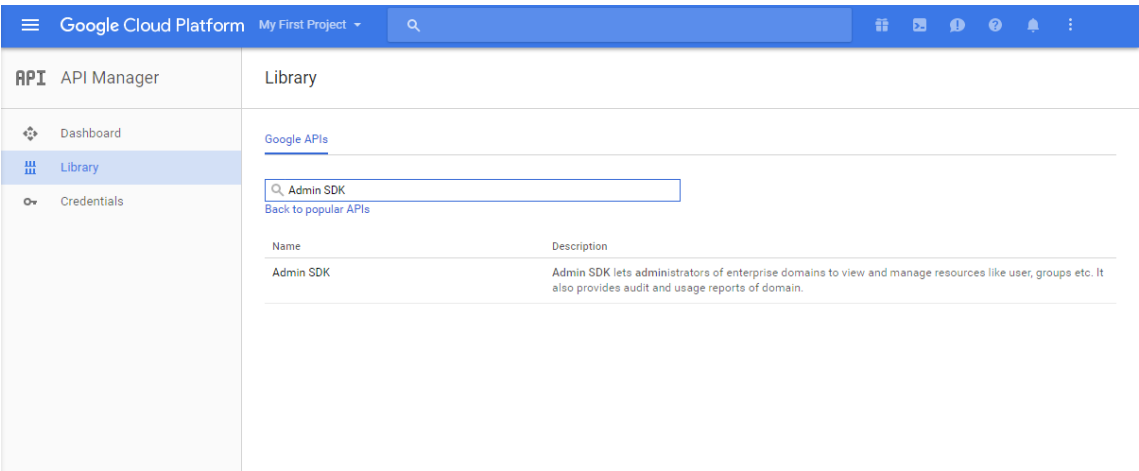 Google Cloud Platform My First Project
API API Manager
Library
Dashboard
Library
Credentials
Google APIs
Admin SDK
Back to popular APIs
Name Description
Admin SDK Admin SDK lets administrators of enterprise domains to view and manage resources like user, groups etc. It
also provides audit and usage reports of domain.